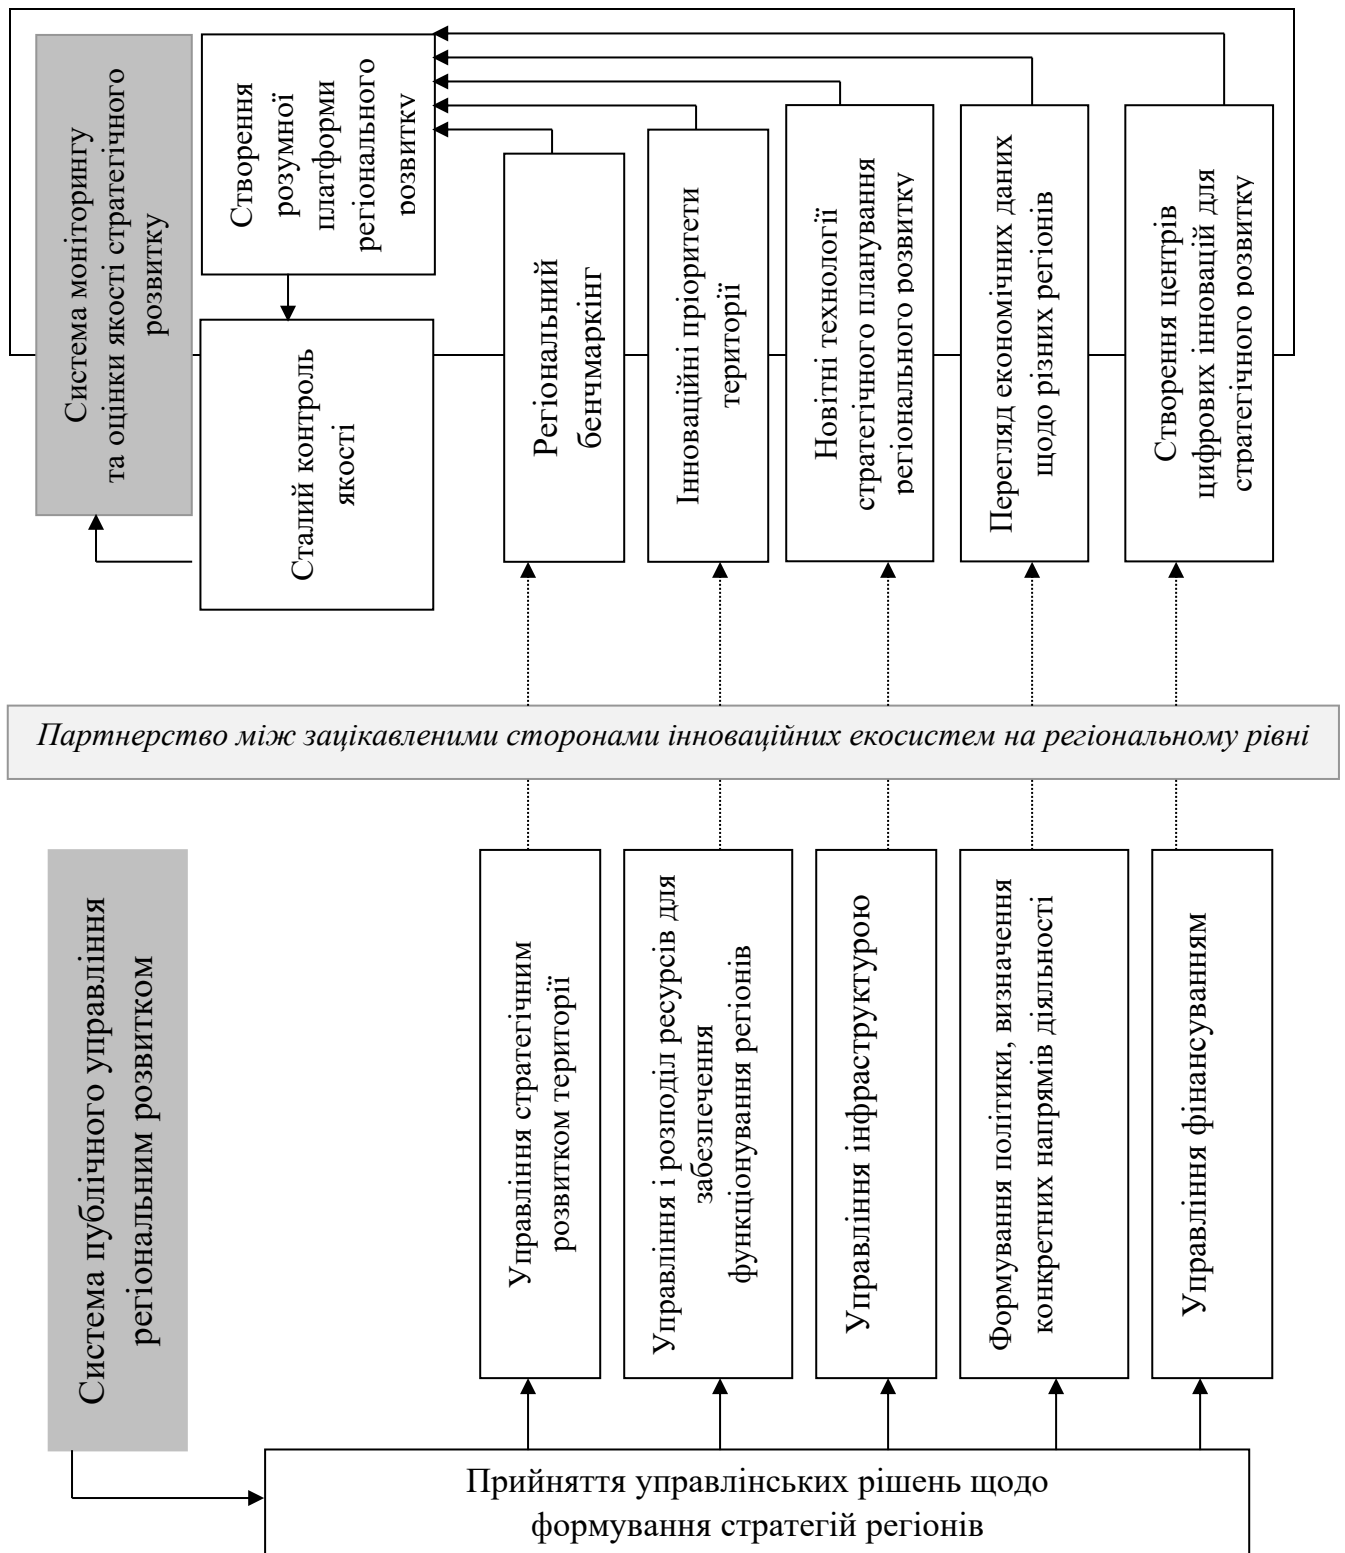 Система моніторингу
та оцінки якості стратегічного
розвитку
Створення
розумної
платформи
регіонального
розвитку
Сталий контроль
якості
Регіональний
бенчмаркінг
Інноваційні пріоритети
території
Новітні технології
стратегічного планування
регіонального розвитку
Перегляд економічних даних
щодо різних регіонів
Створення центрів
цифрових інновацій для
стратегічного розвитку
Партнерство між зацікавленими сторонами інноваційних екосистем на регіональному рівні
Система публічного управління
регіональним розвитком
Управління стратегічним
розвитком території
Управління і розподіл ресурсів для
забезпечення
функціонування регіонів
Управління інфраструктурою
Формування політики, визначення
конкретних напрямів діяльності
Управління фінансуванням
Прийняття управлінських рішень щодо
формування стратегій регіонів